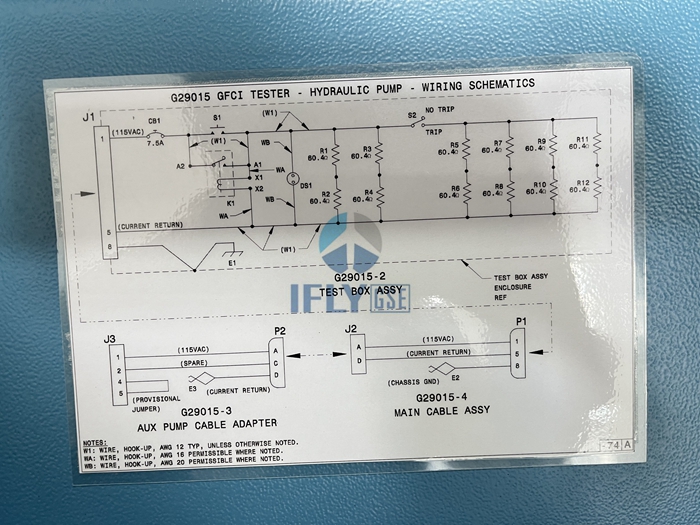 G29015 GFCI TESTER - HYDRAULIC PUMP - WIRING SCHEMATICS
J1
1
(115VAC)
CB1
7.5A
S1
(W1)
(W1)
A2
A1
WA
X1
X2
K1
WA
WB
DS1
WB
R1
60.4Ω
R2
60.4Ω
R3
60.4Ω
R4
60.4Ω
S2
NO TRIP
TRIP
R5
60.4Ω
R6
60.4Ω
R7
60.4Ω
R8
60.4Ω
R9
60.4Ω
R10
60.4Ω
R11
60.4Ω
R12
60.4Ω
5
(CURRENT RETURN)
8
E1
(W1)
G29015-2
TEST BOX ASSY
TEST BOX ASSY
ENCLOSURE
REF
IFLY GSE
J3
1
2
4
5
(115VAC)
(SPARE)
E3
(CURRENT RETURN)
(PROVISIONAL
JUMPER)
P2
A
C
D
G29015-3
AUX PUMP CABLE ADAPTER
J2
A
D
(115VAC)
(CURRENT RETURN)
(CHASSIS GND)
E2
P1
1
5
8
G29015-4
MAIN CABLE ASSY
NOTES:
W1: WIRE, HOOK-UP, AWG 12 TYP, UNLESS OTHERWISE NOTED.
WA: WIRE, HOOK-UP, AWG 16 PERMISSIBLE WHERE NOTED.
WB: WIRE, HOOK-UP, AWG 20 PERMISSIBLE WHERE NOTED.
-74 A